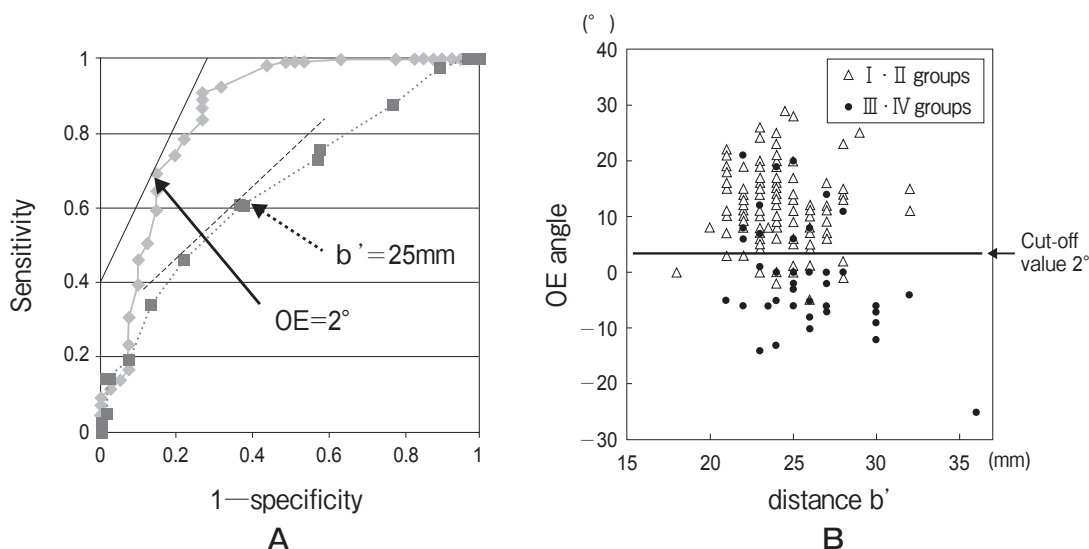 1
0.8
0.6
0.4
0.2
0
0
0.2
0.4
0.6
0.8
1
Sensitivity
1—specificity
b'=25mm
OE=2°
A
(°)
40
30
20
10
0
−10
−20
−30
15
20
25
30
35
(mm)
OE angle
distance b'
△ Ⅰ・Ⅱ groups
● Ⅲ・Ⅳ groups
Cut-off
value 2°
B